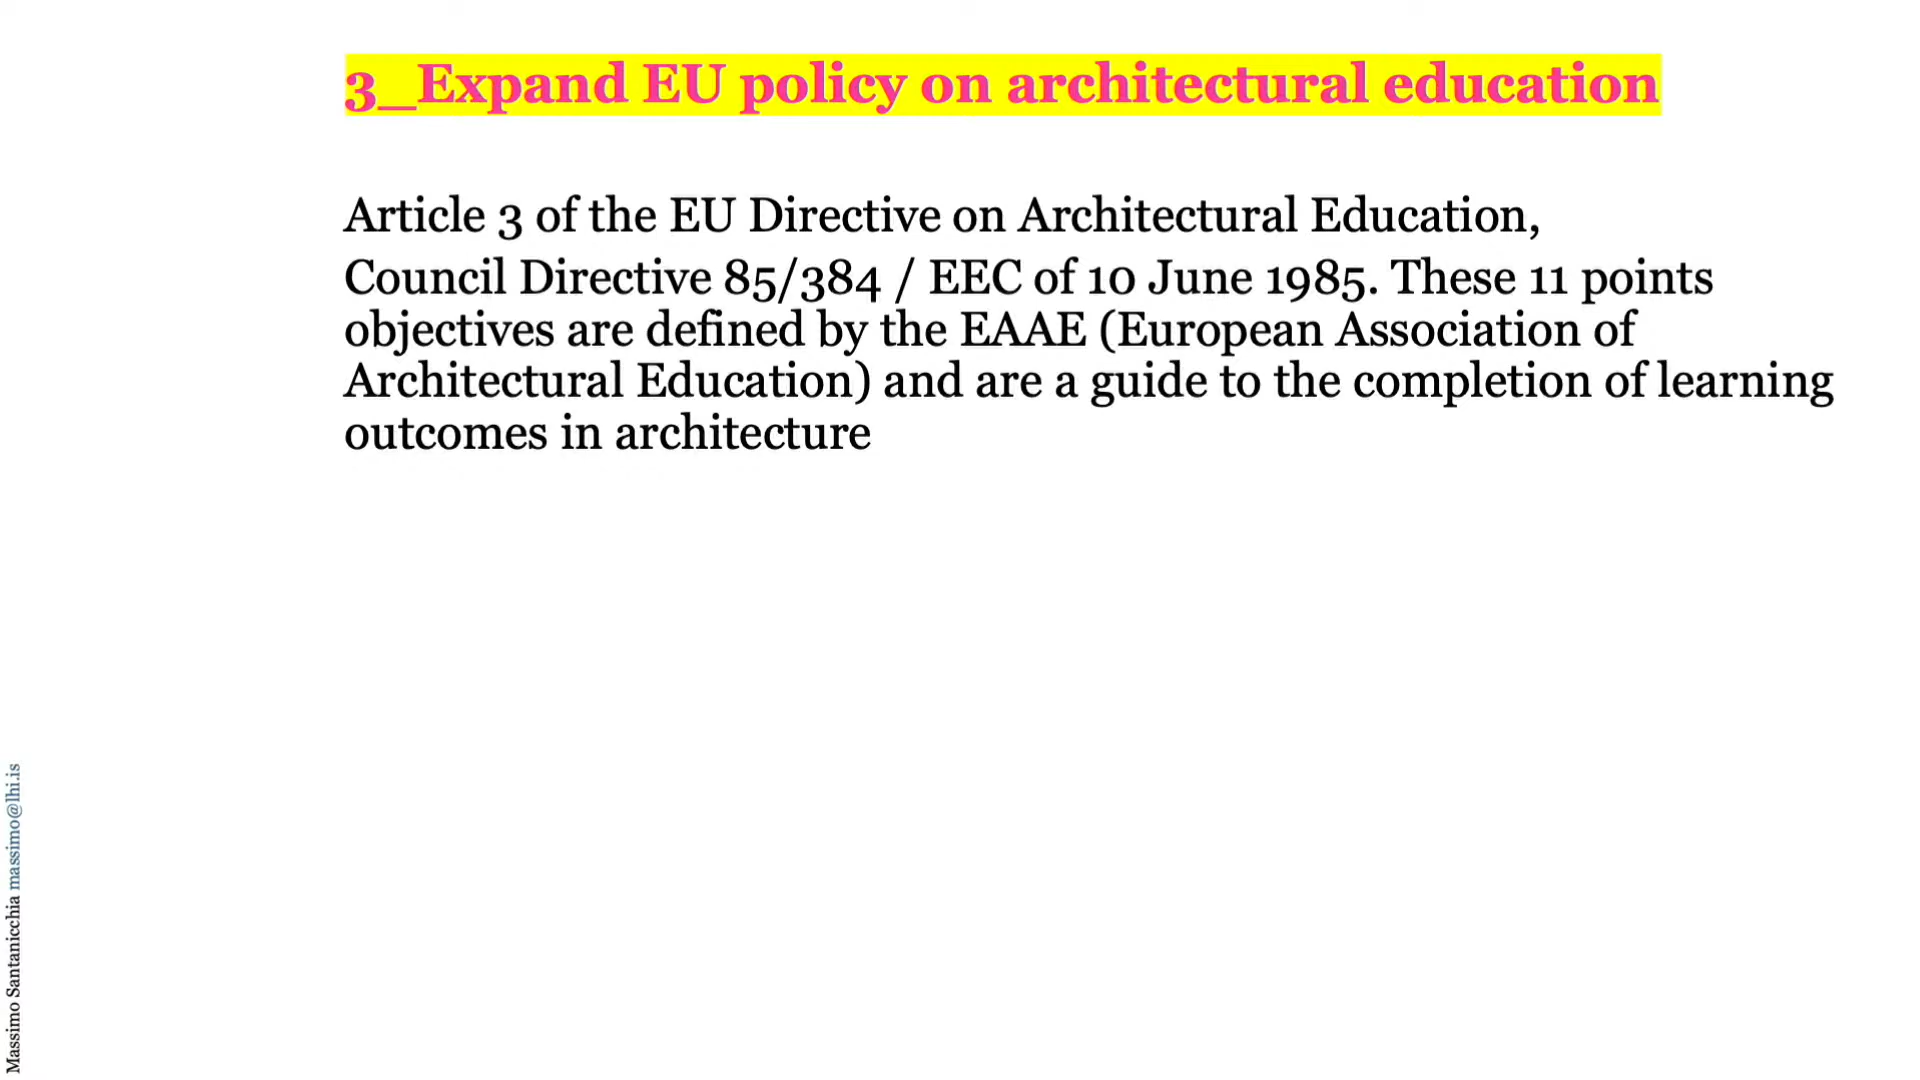 3_Expand EU policy on architectural education
Article 3 of the EU Directive on Architectural Education,
Council Directive 85/384 / EEC of 10 June 1985. These 11 points
objectives are defined by the EAAE (European Association of
Architectural Education) and are a guide to the completion of learning
outcomes in architecture
Massimo Santanicchia massimo@lhi.is